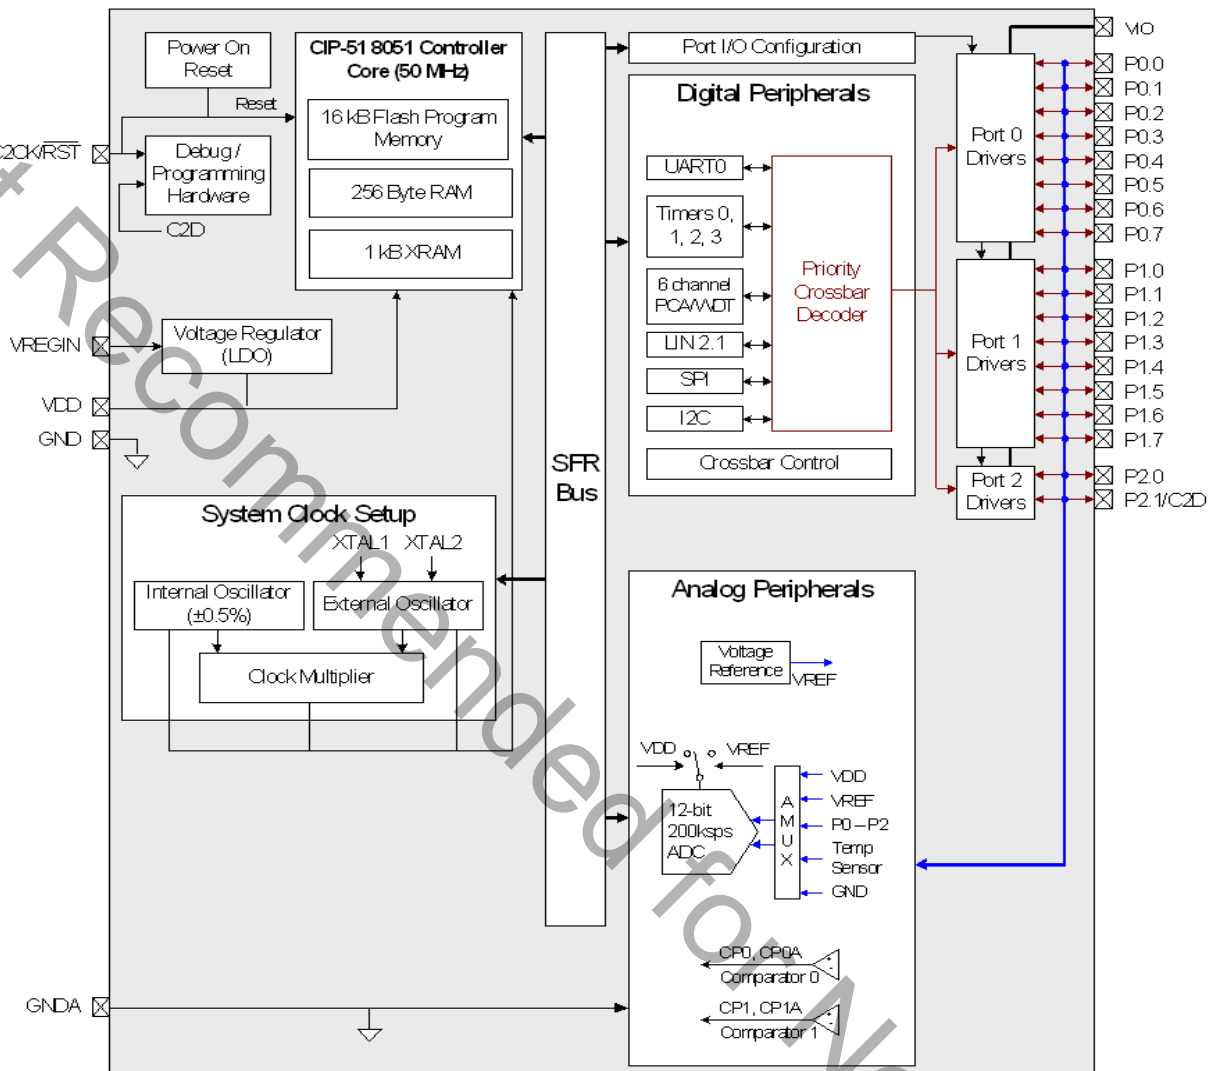 Power On
Reset
Reset
C2CK/RST
Debug /
Programming
Hardware
C2D
CIP-51 8051 Controller
Core (50 MHz)
16 kB Flash Program
Memory
256 Byte RAM
1 kB XRAM
VREGIN
Voltage Regulator
(LDO)
VDD
GND
System Clock Setup
XTAL1
XTAL2
Internal Oscillator
(±0.5%)
External Oscillator
Clock Multiplier
GNDA
SFR
Bus
Port I/O Configuration
Digital Peripherals
UART0
Timers 0,
1, 2, 3
6 channel
PCA/WDT
LIN 2.1
SPI
I2C
Priority
Crossbar
Decoder
Crossbar Control
Port 0
Drivers
Port 1
Drivers
Port 2
Drivers
VIO
P0.0
P0.1
P0.2
P0.3
P0.4
P0.5
P0.6
P0.7
P1.0
P1.1
P1.2
P1.3
P1.4
P1.5
P1.6
P1.7
P2.0
P2.1/C2D
Analog Peripherals
Voltage
Reference
VREF
VDD
VREF
12-bit
200ksps
ADC
A
M
U
X
VDD
VREF
P0 – P2
Temp
Sensor
GND
CP0, CP0A
Comparator 0
CP1, CP1A
Comparator 1
Recommended for